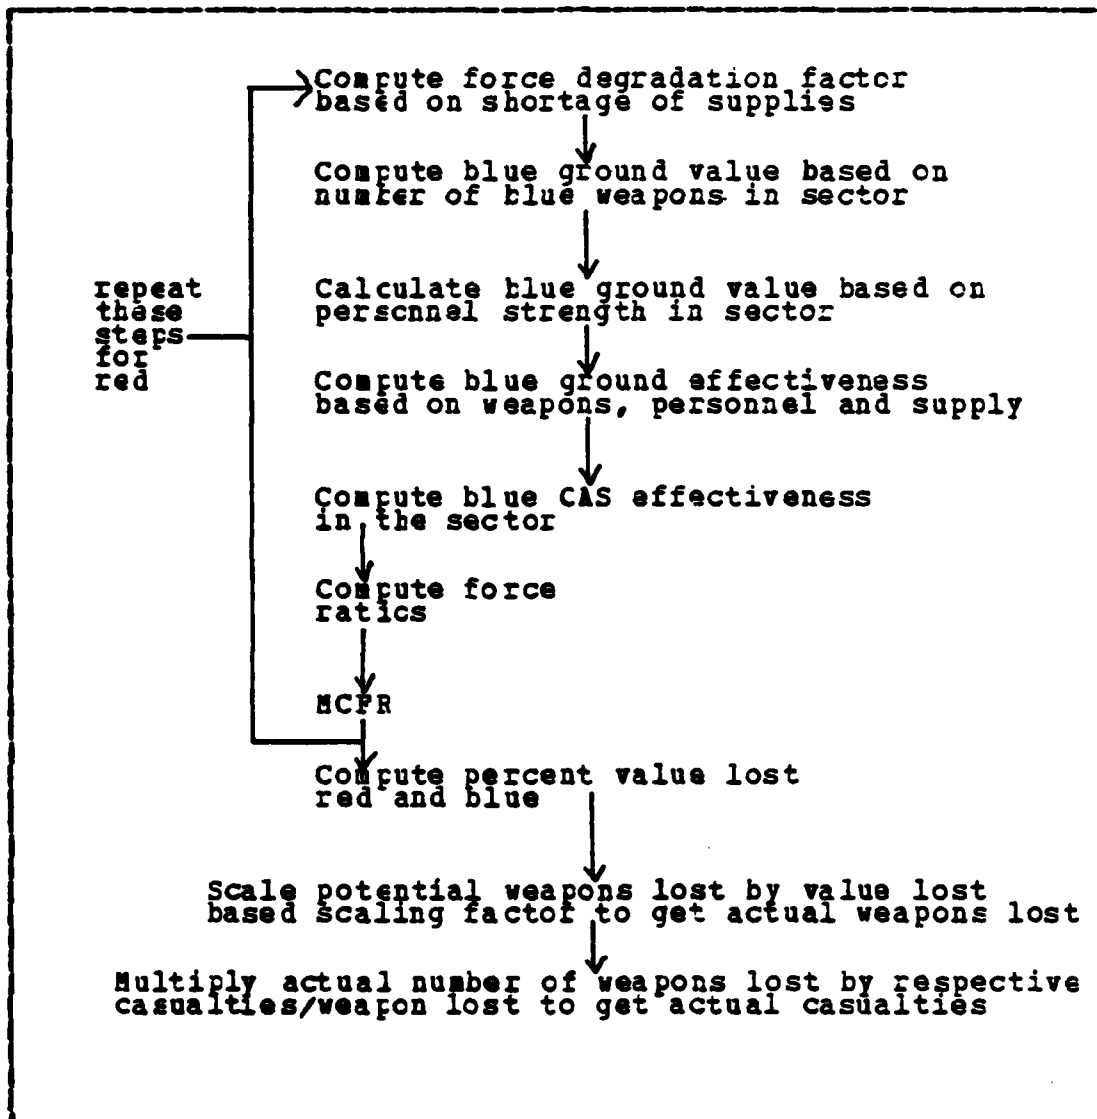 Compute force degradation factor
based on shortage of supplies
Compute blue ground value based on
number of blue weapons in sector
repeat
these
steps
for
red
Calculate blue ground value based on
personnel strength in sector
Compute blue ground effectiveness
based on weapons, personnel and supply
Compute blue CAS effectiveness
in the sector
Compute force
ratios
MCFR
Compute percent value lost
red and blue
Scale potential weapons lost by value lost
based scaling factor to get actual weapons lost
Multiply actual number of weapons lost by respective
casualties/weapon lost to get actual casualties